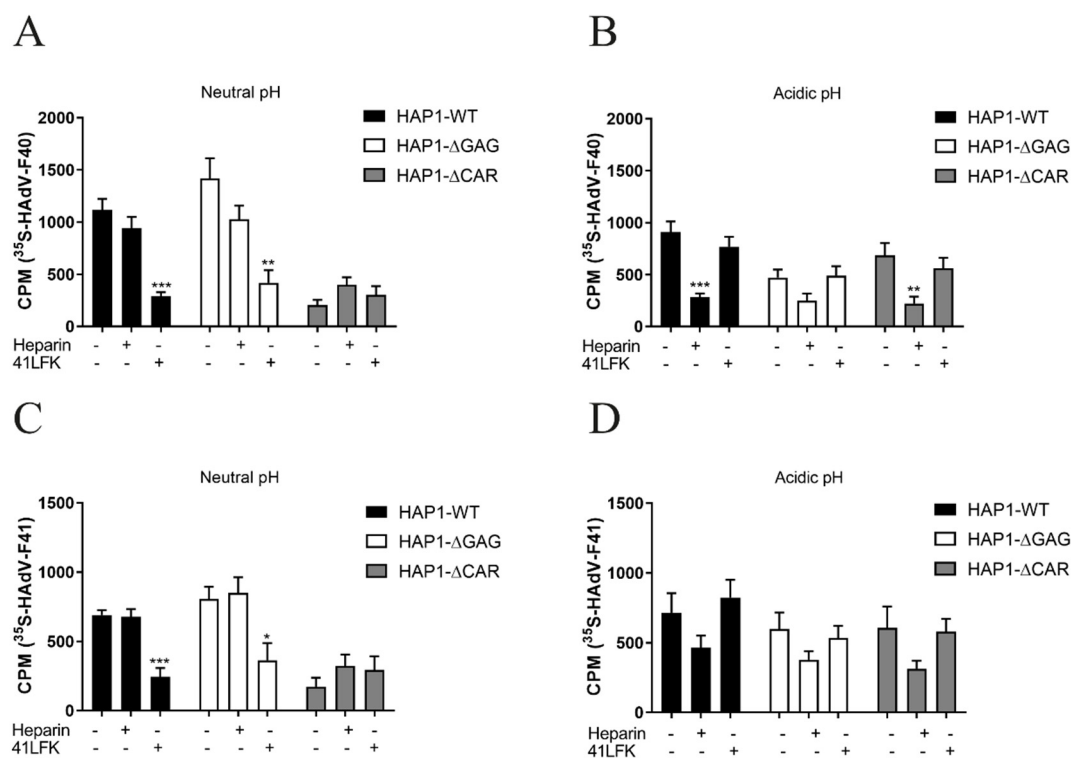 A
Neutral pH
CPM (³⁵S-HAdV-F40)
2000
1500
1000
500
0
HAP1-WT
HAP1-ΔGAG
HAP1-ΔCAR
***
**
Heparin - + - - + - - + -
41LFK - - + - - + - - +
B
Acidic pH
CPM (³⁵S-HAdV-F40)
2000
1500
1000
500
0
HAP1-WT
HAP1-ΔGAG
HAP1-ΔCAR
***
**
Heparin - + - - + - - + -
41LFK - - + - - + - - +
C
Neutral pH
CPM (³⁵S-HAdV-F41)
1500
1000
500
0
HAP1-WT
HAP1-ΔGAG
HAP1-ΔCAR
***
*
Heparin - + - - + - - + -
41LFK - - + - - + - - +
D
Acidic pH
CPM (³⁵S-HAdV-F41)
1500
1000
500
0
HAP1-WT
HAP1-ΔGAG
HAP1-ΔCAR
Heparin - + - - + - - + -
41LFK - - + - - + - - +